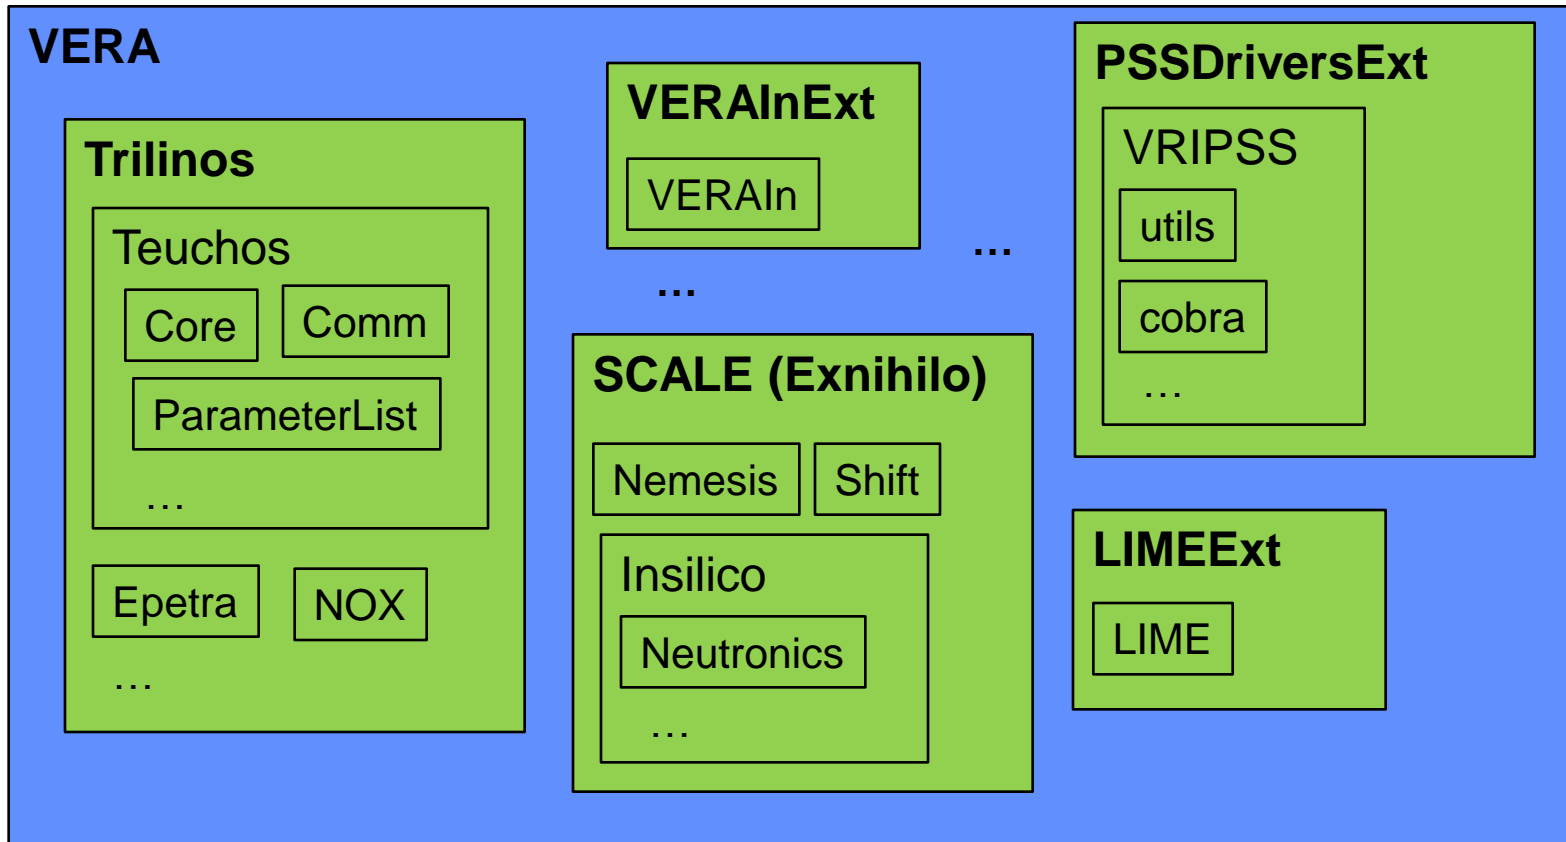 VERA
Trilinos
Teuchos
Core
Comm
ParameterList
…
Epetra
NOX
…
VERAInExt
VERAIn
…
…
SCALE (Exnihilo)
Nemesis
Shift
Insilico
Neutronics
…
PSSDriversExt
VRIPSS
utils
cobra
…
LIMEExt
LIME